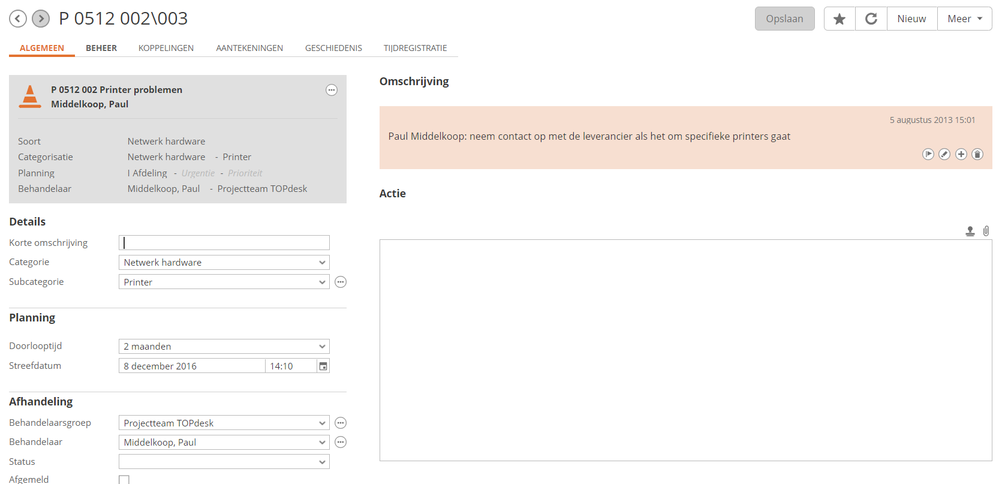 P 0512 002\003
Opslaan
Nieuw
Meer
ALGEMEEN BEHEER KOPPELINGEN AANTEKENINGEN GESCHIEDENIS TIJDREGISTRATIE
P 0512 002 Printer problemen
Middelkoop, Paul
Soort Netwerk hardware
Categorisatie Netwerk hardware - Printer
Planning I Afdeling - Urgentie - Prioriteit
Behandelaar Middelkoop, Paul - Projectteam TOPdesk
Details
Korte omschrijving
Categorie Netwerk hardware
Subcategorie Printer
Planning
Doorlooptijd 2 maanden
Streefdatum 8 december 2016 14:10
Afhandeling
Behandelaarsgroep Projectteam TOPdesk
Behandelaar Middelkoop, Paul
Status
Afgemeld
Omschrijving
5 augustus 2013 15:01
Paul Middelkoop: neem contact op met de leverancier als het om specifieke printers gaat
Actie